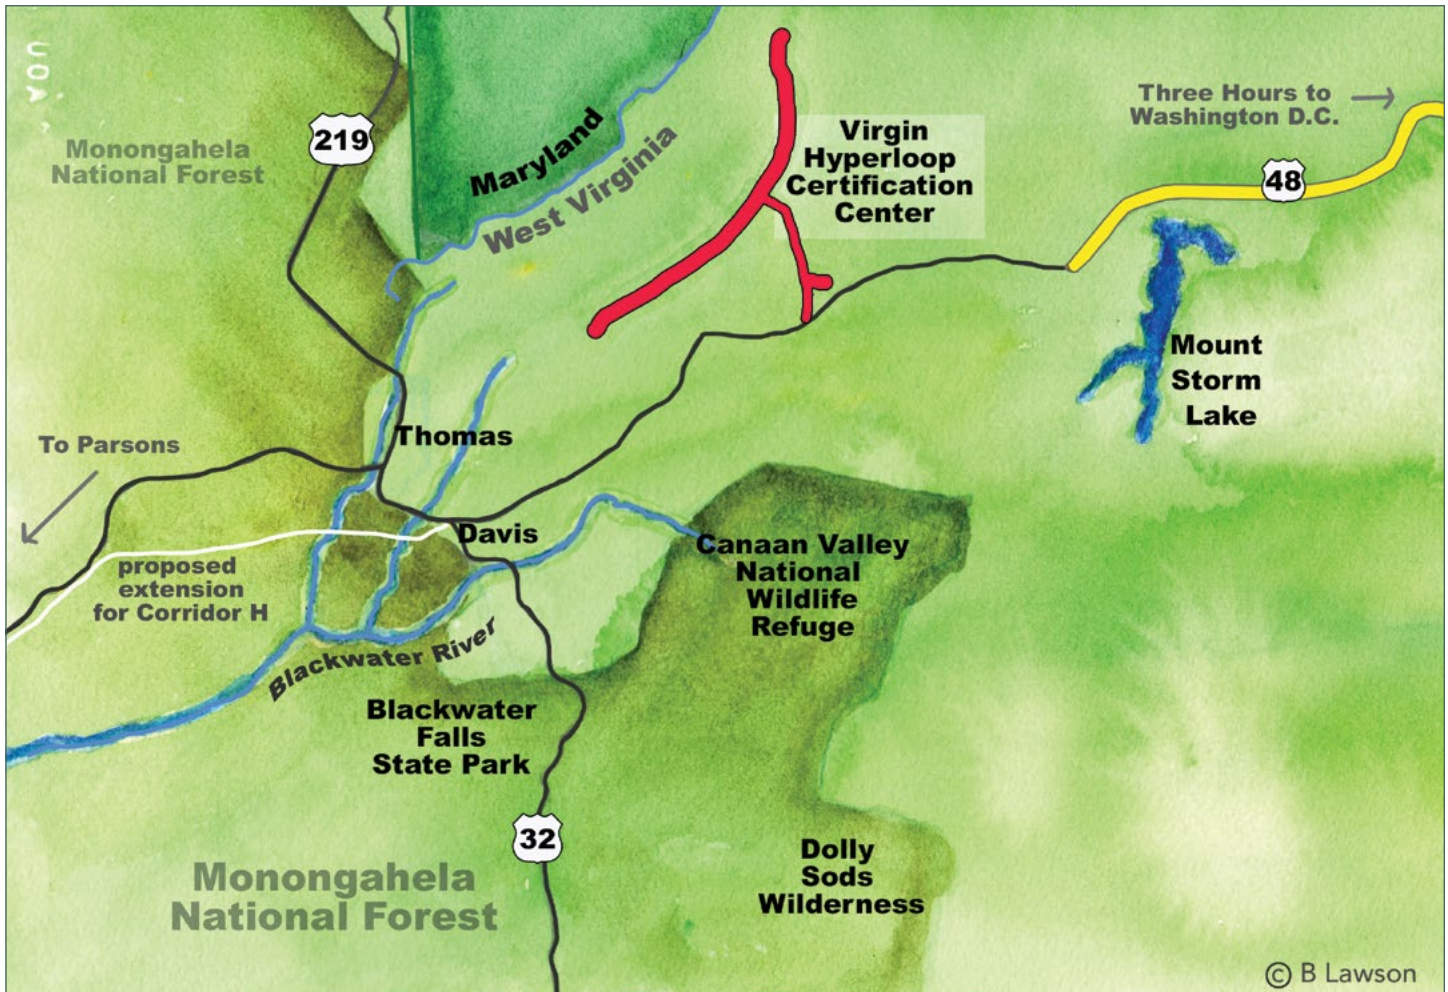 219
Monongahela
National Forest
Maryland
West Virginia
Virgin
Hyperloop
Certification
Center
Three Hours to
Washington D.C.
48
Mount
Storm
Lake
To Parsons
Thomas
Davis
proposed
extension
for Corridor H
Canaan Valley
National
Wildlife
Refuge
Blackwater River
Blackwater
Falls
State Park
32
Monongahela
National Forest
Dolly
Sods
Wilderness
© B Lawson